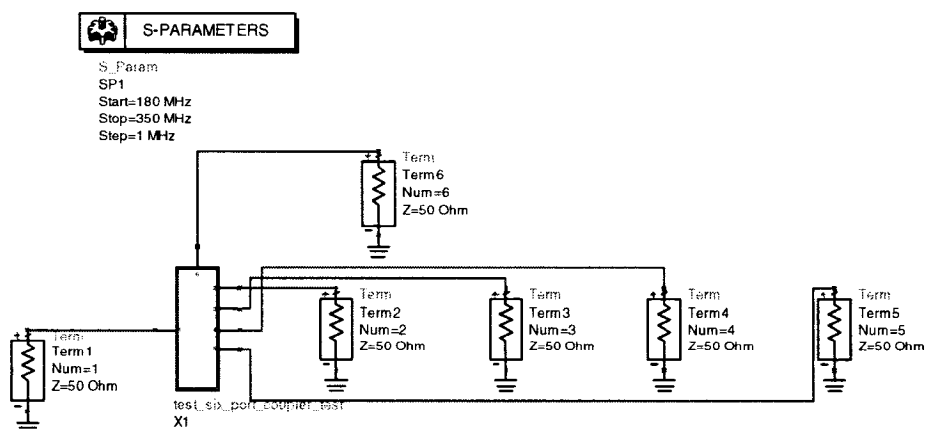 S-PARAMETERS
S_Param
SP1
Start=180 MHz
Stop=350 MHz
Step=1 MHz
Term
Term6
Num=6
Z=50 Ohm
Term
Term2
Num=2
Z=50 Ohm
Term
Term3
Num=3
Z=50 Ohm
Term
Term4
Num=4
Z=50 Ohm
Term
Term5
Num=5
Z=50 Ohm
Term
Term1
Num=1
Z=50 Ohm
test_six_port_coupler_test
X1